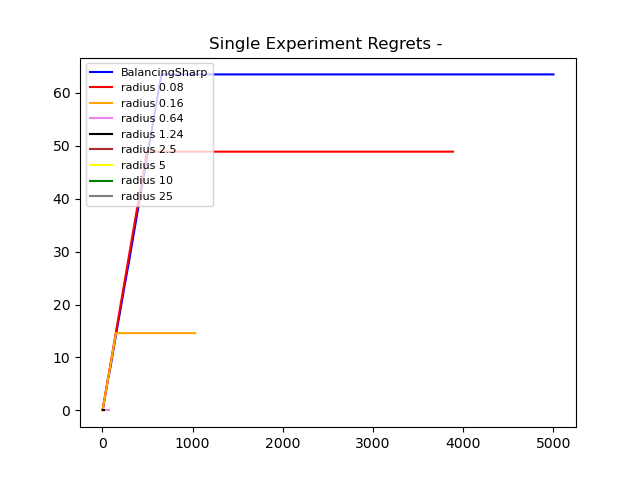 Single Experiment Regrets -
BalancingSharp
radius 0.08
radius 0.16
radius 0.64
radius 1.24
radius 2.5
radius 5
radius 10
radius 25
60
50
40
30
20
10
0
0 1000 2000 3000 4000 5000